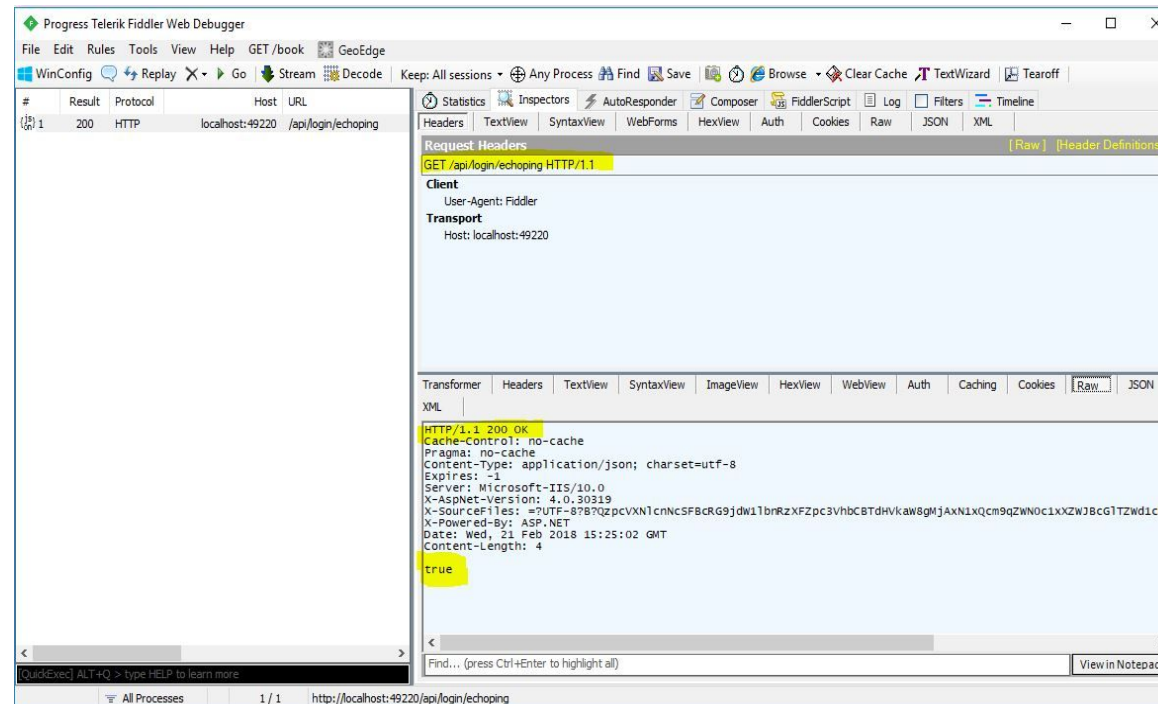 Progress Telerik Fiddler Web Debugger
File Edit Rules Tools View Help GET /book GeoEdge
WinConfig Replay Go Stream Decode Keep: All sessions Any Process Find Save Browse Clear Cache TextWizard Tearoff
# Result Protocol Host URL
1 200 HTTP localhost:49220 /api/login/echoping
Statistics Inspectors AutoResponder Composer FiddlerScript Log Filters Timeline
Headers TextView SyntaxView WebForms HexView Auth Cookies Raw JSON XML
Request Headers [ Raw ] [Header Definitions
GET /api/login/echoping HTTP/1.1
Client
User-Agent: Fiddler
Transport
Host: localhost:49220
Transformer Headers TextView SyntaxView ImageView HexView WebView Auth Caching Cookies Raw JSON
XML
HTTP/1.1 200 OK
Cache-Control: no-cache
Pragma: no-cache
Content-Type: application/json; charset=utf-8
Expires: -1
Server: Microsoft-IIS/10.0
X-AspNet-Version: 4.0.30319
X-SourceFiles:
X-Powered-By: ASP.NET
Date: Wed, 21 Feb 2018 15:25:02 GMT
Content-Length: 4
true
Find... (press Ctrl+Enter to highlight all) View in Notepad
[QuickExec] ALT+Q > type HELP to learn more
All Processes 1 / 1 http://localhost:49220/api/login/echoping